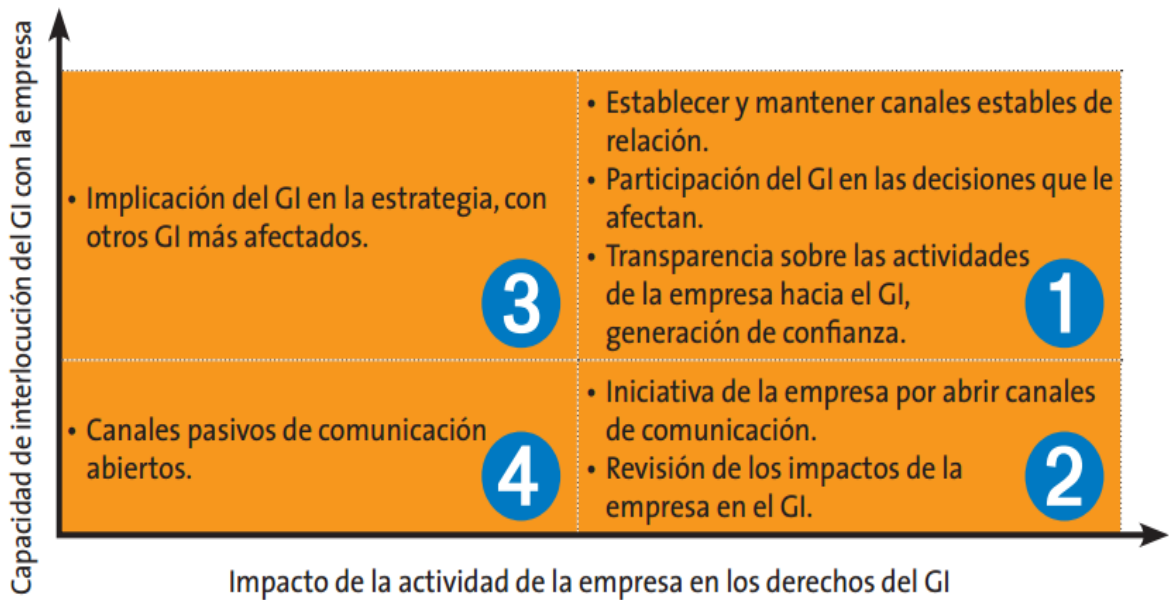 Capacidad de interlocución del GI con la empresa
• Implicación del GI en la estrategia, con
otros GI más afectados.
3
• Establecer y mantener canales estables de
relación.
• Participación del GI en las decisiones que le
afectan.
• Transparencia sobre las actividades
de la empresa hacia el GI,
generación de confianza.
1
• Canales pasivos de comunicación
abiertos.
4
• Iniciativa de la empresa por abrir canales
de comunicación.
• Revisión de los impactos de la
empresa en el GI.
2
Impacto de la actividad de la empresa en los derechos del GI